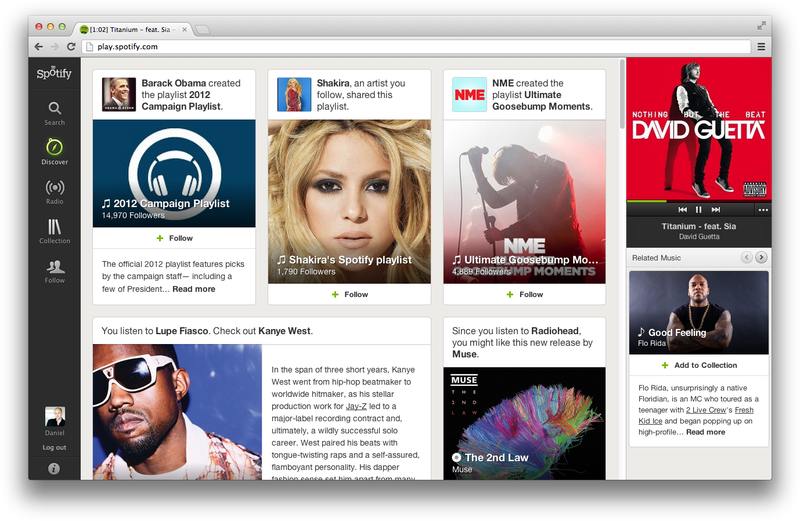 [1:02] Titanium - feat. Sia -
play.spotify.com
Spotify
Search
Discover
Radio
Collection
Follow
Daniel
Log out
Barack Obama created
the playlist 2012
Campaign Playlist.
2012 Campaign Playlist
14,970 Followers
Follow
The official 2012 playlist features picks
by the campaign staff— including a
few of President... Read more
Shakira, an artist you
follow, shared this
playlist.
Shakira's Spotify playlist
1,790 Followers
Follow
NME
NME created the
playlist Ultimate
Goosebump Moments.
NME
Ultimate Goosebump Mo...
4,889 Followers
GOOSEBUMP MOMENTS
Follow
You listen to Lupe Fiasco. Check out Kanye West.
In the span of three short years, Kanye
West went from hip-hop beatmaker to
worldwide hitmaker, as his stellar
production work for Jay-Z led to a
major-label recording contract and,
ultimately, a wildly successful solo
career. West paired his beats with
tongue-twisting raps and a self-assured,
flamboyant personality. His dapper
fashion sense set him apart from many
Since you listen to Radiohead,
you might like this new release by
Muse.
MUSE
THE
2ND
LAW
The 2nd Law
Muse
NOTHING BUT THE BEAT
DAVID GUETTA
PARENTAL
ADVISORY
EXPLICIT CONTENT
Titanium - feat. Sia
David Guetta
Related Music
Good Feeling
Flo Rida
Add to Collection
Flo Rida, unsurprisingly a native
Floridian, is an MC who toured as a
teenager with 2 Live Crew's Fresh
Kid Ice and began popping up on
high-profile... Read more